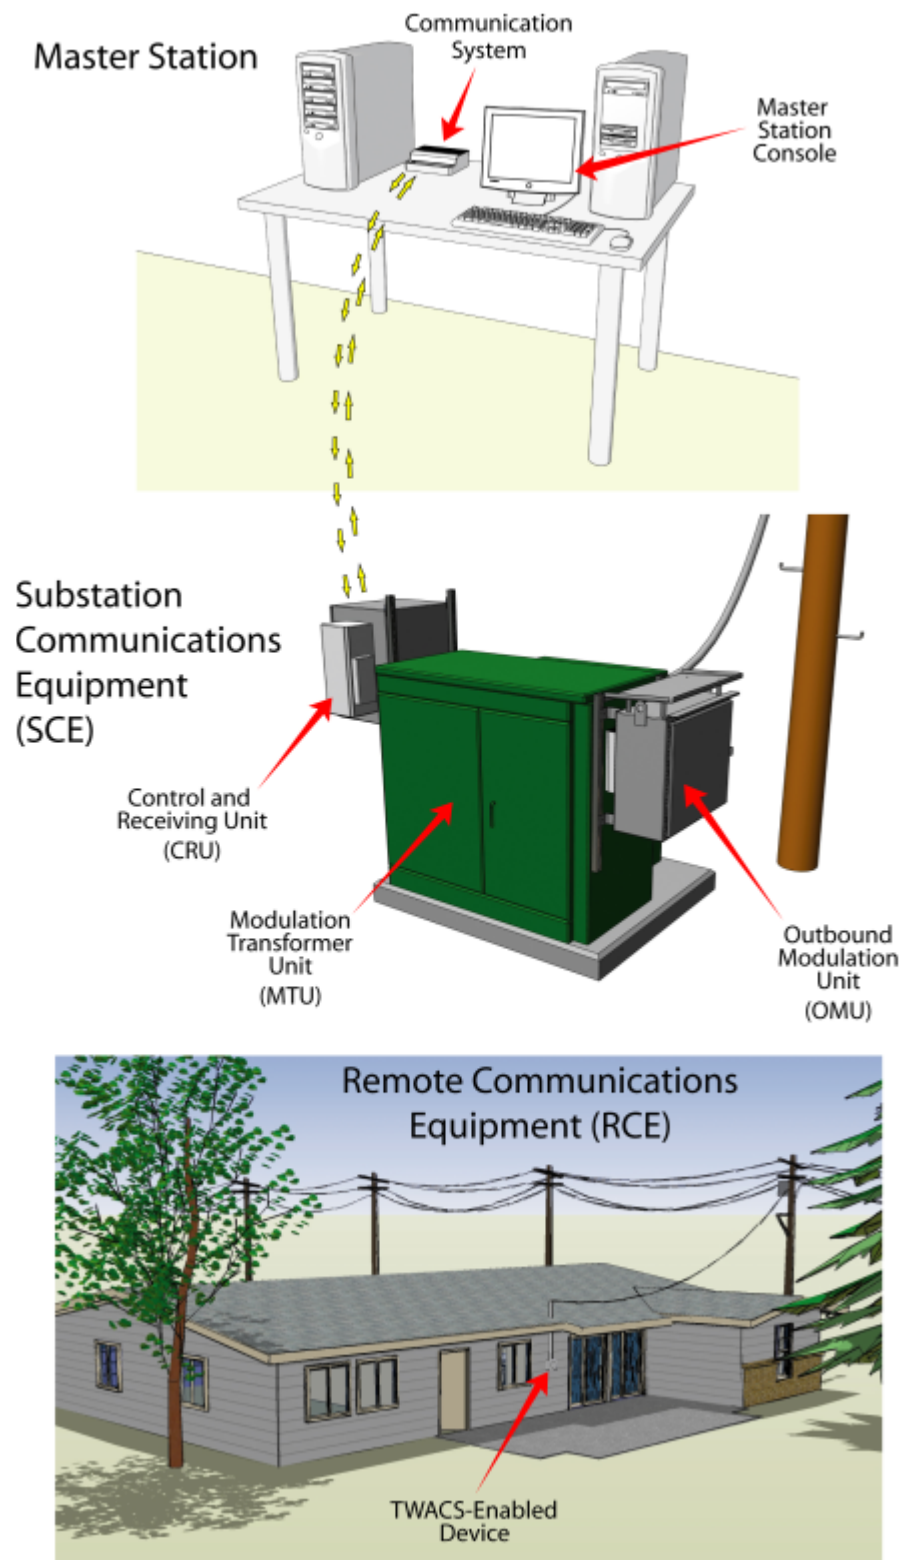 Master Station
Communication
System
Master
Station
Console
Substation
Communications
Equipment
(SCE)
Control and
Receiving Unit
(CRU)
Modulation
Transformer
Unit
(MTU)
Outbound
Modulation
Unit
(OMU)
Remote Communications
Equipment (RCE)
TWACS-Enabled
Device